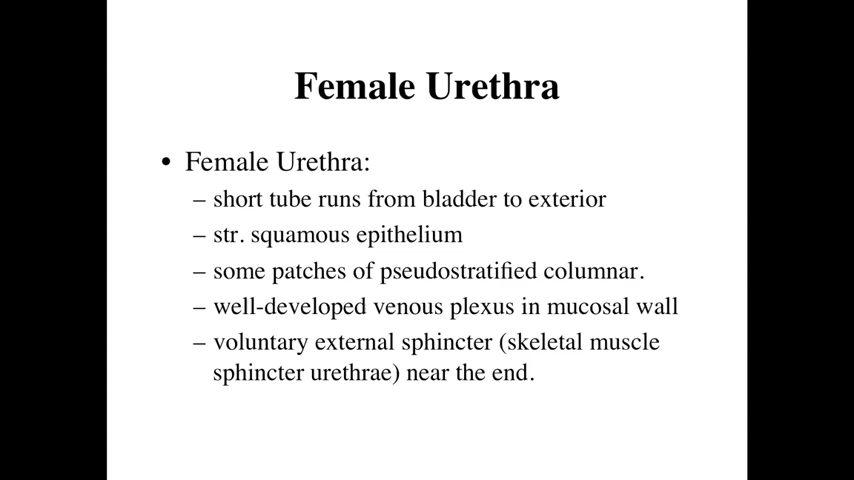 Female Urethra
• Female Urethra:
– short tube runs from bladder to exterior
– str. squamous epithelium
– some patches of pseudostratified columnar.
– well-developed venous plexus in mucosal wall
– voluntary external sphincter (skeletal muscle
sphincter urethrae) near the end.